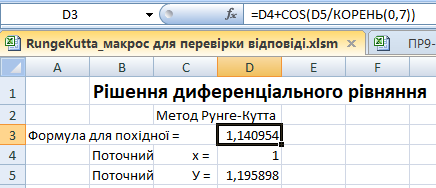 D3
=D4+COS(D5/КОРЕНЬ(0,7))
RungeKutta_макрос для перевірки відповіді.xlsm
ПР9-
A B C D E F
1 Рішення диференціального рівняння
2 Метод Рунге-Кутта
3 Формула для похідної = 1,140954
4 Поточний x = 1
5 Поточний У = 1,195898